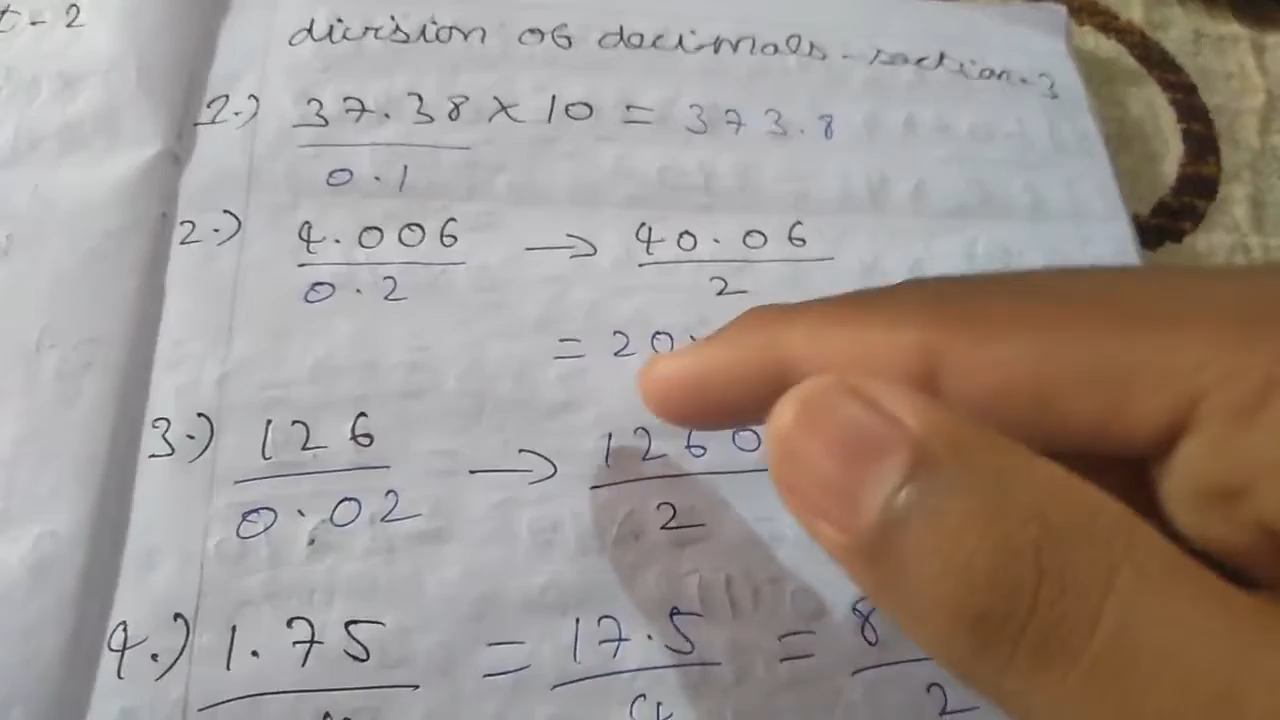 t-2
division of decimals - section-3
1.) 37.38 × 10 = 373.8
0.1
2.) 4.006 → 40.06
0.2 2
= 20.
3.) 126 → 1260
0.02 2
4.) 1.75 = 17.5 = 8
2